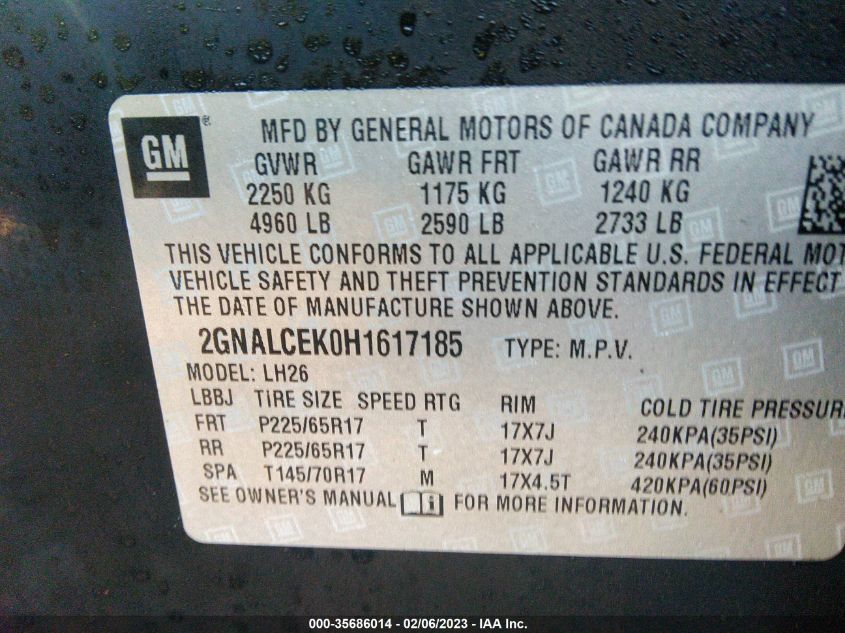 GM ® MFD BY GENERAL MOTORS OF CANADA COMPANY
GVWR GAWR FRT GAWR RR
2250 KG 1175 KG 1240 KG
4960 LB 2590 LB 2733 LB
THIS VEHICLE CONFORMS TO ALL APPLICABLE U.S. FEDERAL MOT
VEHICLE SAFETY AND THEFT PREVENTION STANDARDS IN EFFECT
THE DATE OF MANUFACTURE SHOWN ABOVE.
2GNALCEK0H1617185 TYPE: M.P.V.
MODEL: LH26
LBBJ TIRE SIZE SPEED RTG RIM COLD TIRE PRESSUR
FRT P225/65R17 T 17X7J 240KPA(35PSI)
RR P225/65R17 T 17X7J 240KPA(35PSI)
SPA T145/70R17 M 17X4.5T 420KPA(60PSI)
SEE OWNER'S MANUAL i FOR MORE INFORMATION.
000-35686014 - 02/06/2023 - IAA Inc.